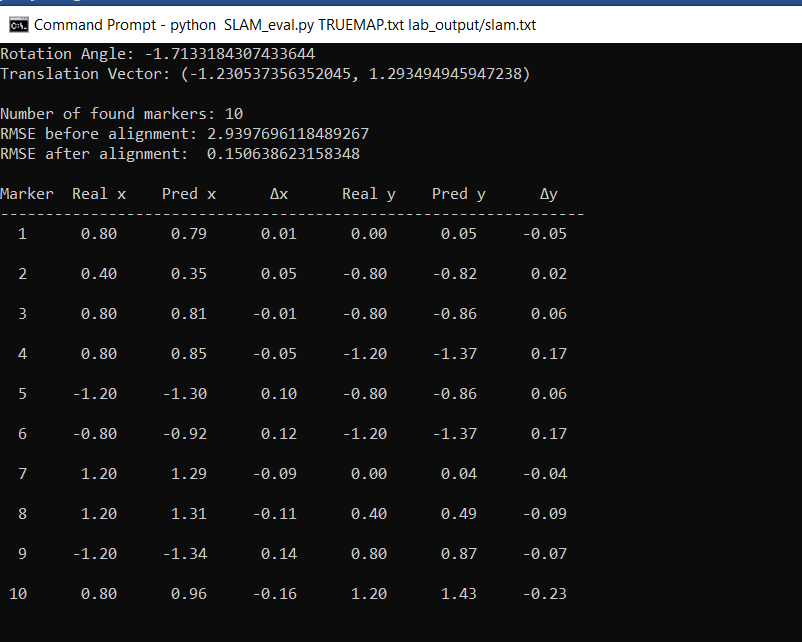 Command Prompt - python  SLAM_eval.py TRUEMAP.txt lab_output/slam.txt
Rotation Angle: -1.7133184307433644
Translation Vector: (-1.230537356352045, 1.293494945947238)
Number of found markers: 10
RMSE before alignment: 2.9397696118489267
RMSE after alignment:  0.150638623158348
Marker  Real x    Pred x      Δx      Real y    Pred y      Δy
-----------------------------------------------------------------
1      0.80      0.79      0.01      0.00      0.05     -0.05
2      0.40      0.35      0.05     -0.80     -0.82      0.02
3      0.80      0.81     -0.01     -0.80     -0.86      0.06
4      0.80      0.85     -0.05     -1.20     -1.37      0.17
5     -1.20     -1.30      0.10     -0.80     -0.86      0.06
6     -0.80     -0.92      0.12     -1.20     -1.37      0.17
7      1.20      1.29     -0.09      0.00      0.04     -0.04
8      1.20      1.31     -0.11      0.40      0.49     -0.09
9     -1.20     -1.34      0.14      0.80      0.87     -0.07
10      0.80      0.96     -0.16      1.20      1.43     -0.23